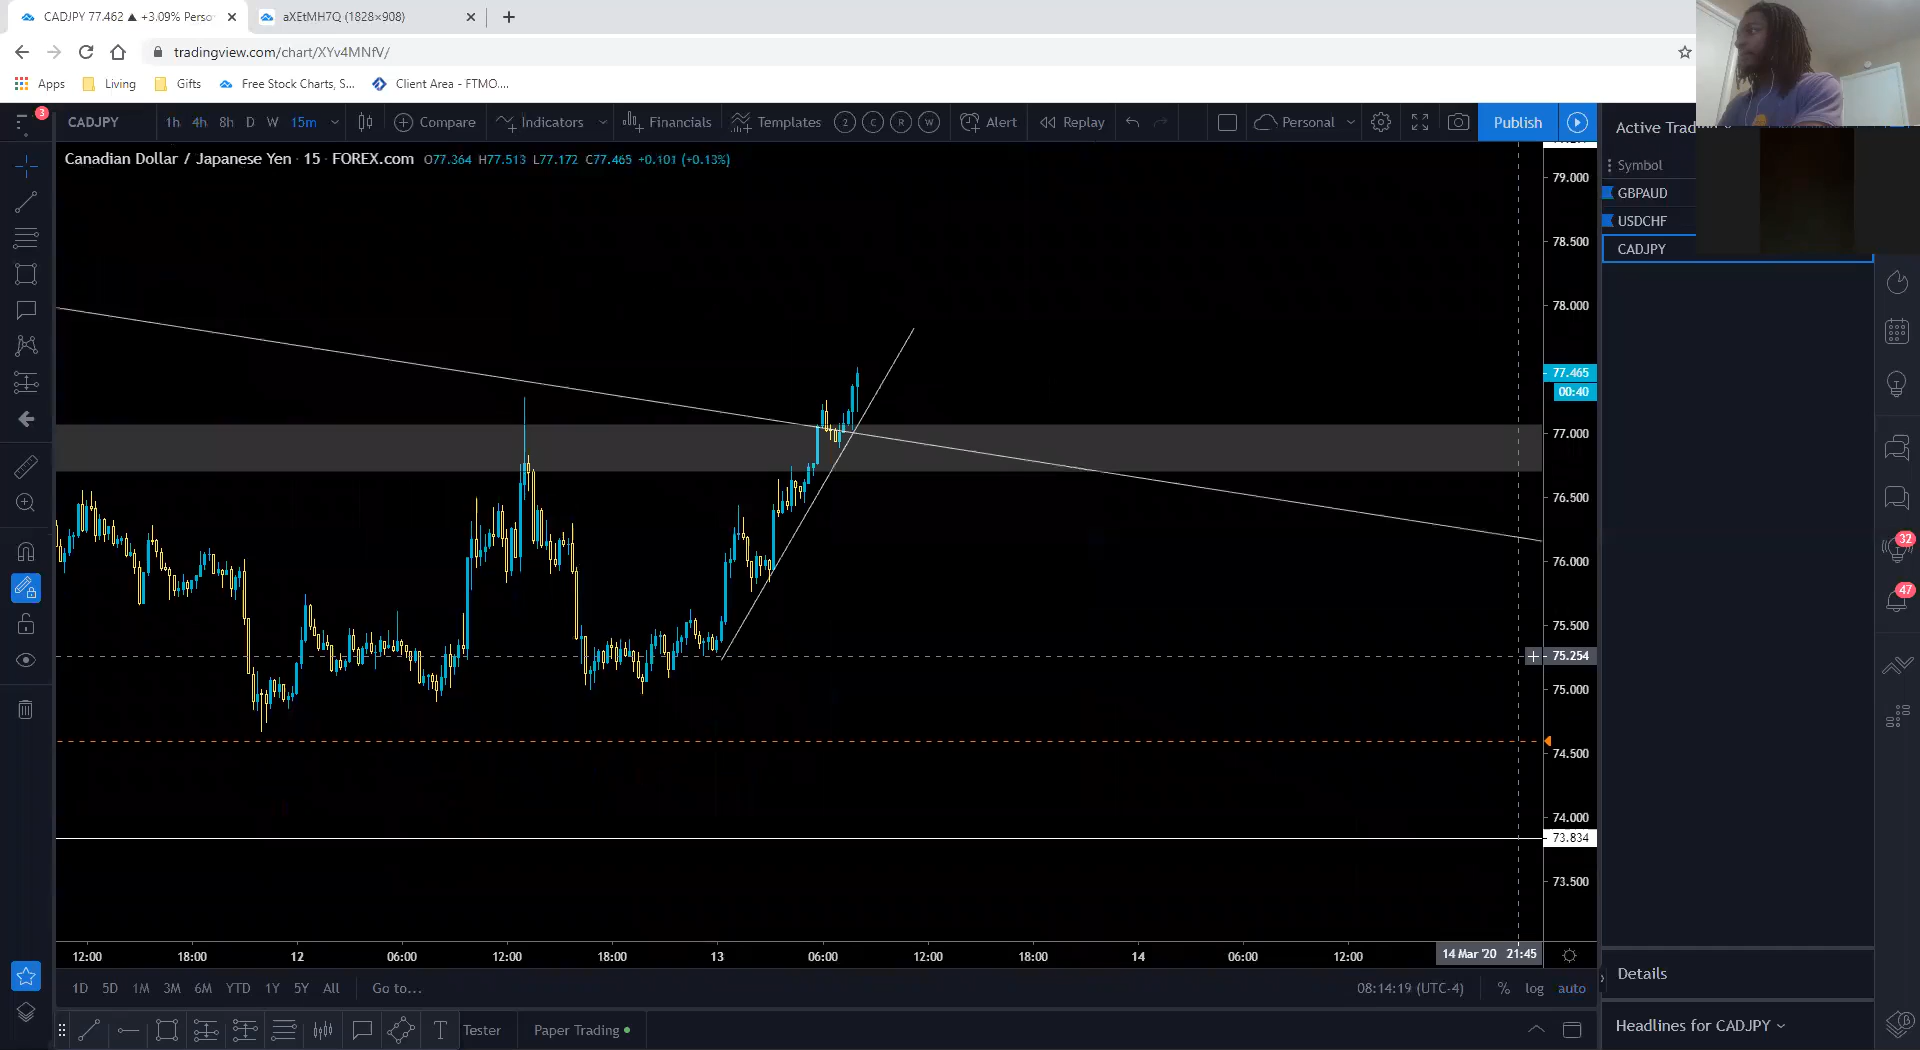 CADJPY 77.462 ▲ +3.09% Perso
aXEtMH7Q (1828×908)
tradingview.com/chart/XYv4MNfV/
Apps Living Gifts Free Stock Charts, S... Client Area - FTMO....
3
CADJPY 1h 4h 8h D W 15m Compare Indicators Financials Templates 2 C R W Alert Replay Personal Publish
Canadian Dollar / Japanese Yen · 15 · FOREX.com O77.364 H77.513 L77.172 C77.465 +0.101 (+0.13%)
Symbol
GBPAUD
USDCHF
CADJPY
79.000
78.500
78.000
77.465
00:40
77.000
76.500
76.000
75.500
75.254
75.000
74.500
74.000
73.834
73.500
32
47
12:00 18:00 12 06:00 12:00 18:00 13 06:00 12:00 18:00 14 06:00 12:00 14 Mar '20 21:45
1D 5D 1M 3M 6M YTD 1Y 5Y All Go to... 08:14:19 (UTC-4) % log auto
T Tester Paper Trading
Details
Headlines for CADJPY